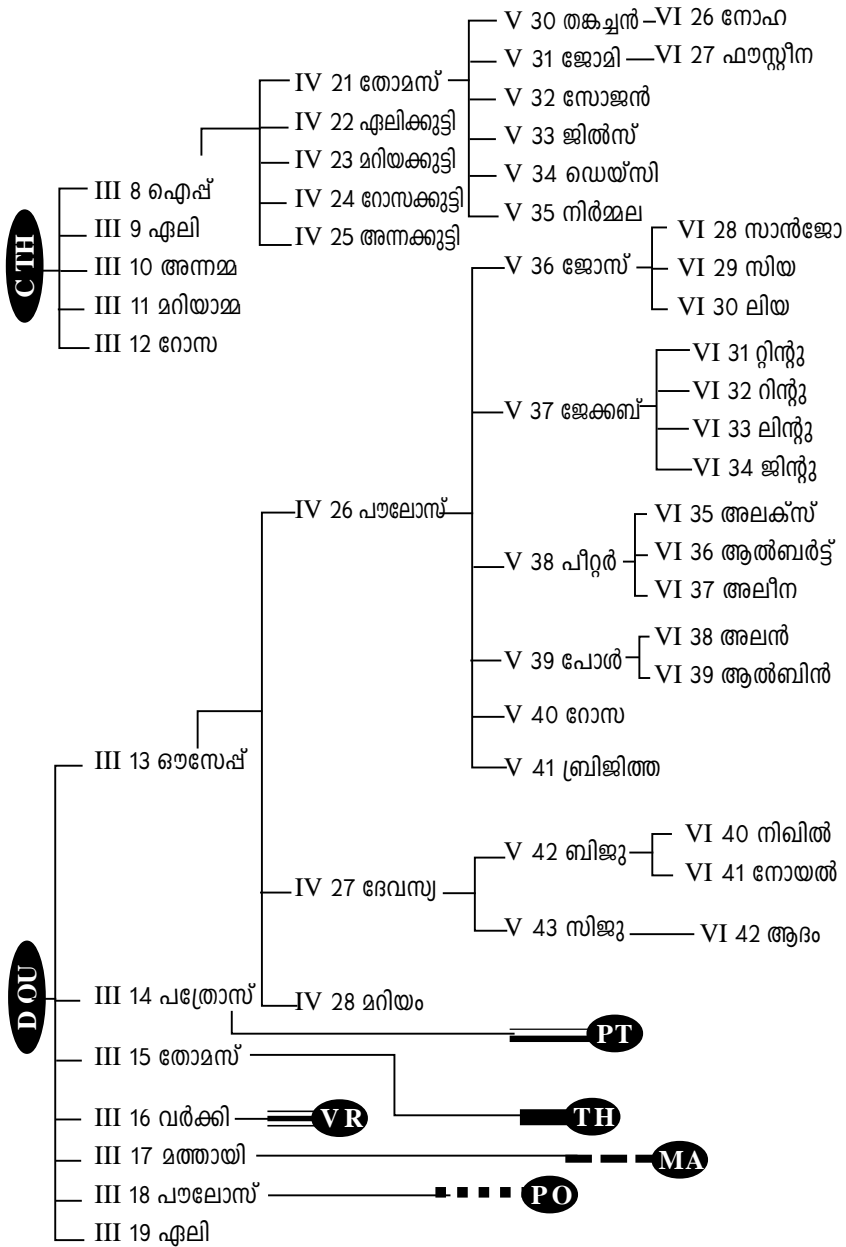 V 30 തങ്കച്ചൻ VI 26 നോഹ
V 31 ജോമി VI 27 ഫൗസ്റ്റീന
IV 21 തോമസ്
V 32 സോജൻ
IV 22 ഏലിക്കുട്ടി
V 33 ജിൽസ്
IV 23 മറിയക്കുട്ടി
V 34 ഡെയ്സി
III 8 ഐപ്പ്
IV 24 റോസക്കുട്ടി
V 35 നിർമ്മല
III 9 ഏലി
IV 25 അന്നക്കുട്ടി
VI 28 സാൻജോ
C TH
III 10 അന്നമ്മ
V 36 ജോസ്
VI 29 സിയ
III 11 മറിയാമ്മ
VI 30 ലിയ
III 12 റോസ
VI 31 റ്റിന്റു
VI 32 റിന്റു
V 37 ജേക്കബ്
VI 33 ലിന്റു
VI 34 ജിന്റു
IV 26 പൗലോസ്
VI 35 അലക്സ്
VI 36 ആൽബർട്ട്
V 38 പീറ്റർ
VI 37 അലീന
VI 38 അലൻ
V 39 പോൾ
VI 39 ആൽബിൻ
V 40 റോസ
III 13 ഔസേപ്പ്
V 41 ബ്രിജിത്ത
VI 40 നിഖിൽ
V 42 ബിജു
VI 41 നോയൽ
IV 27 ദേവസ്യ
V 43 സിജു
VI 42 ആദം
D OU
III 14 പത്രോസ്
IV 28 മറിയം
PT
III 15 തോമസ്
III 16 വർക്കി
VR
TH
III 17 മത്തായി
MA
III 18 പൗലോസ്
PO
III 19 ഏലി